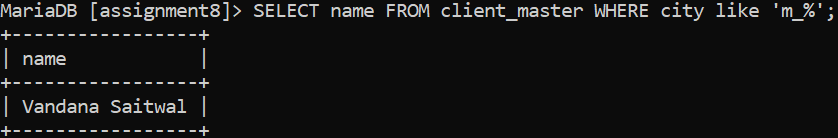 MariaDB [assignment8]> SELECT name FROM client_master WHERE city like 'm_%';
+-----------------+
| name            |
+-----------------+
| Vandana Saitwal |
+-----------------+